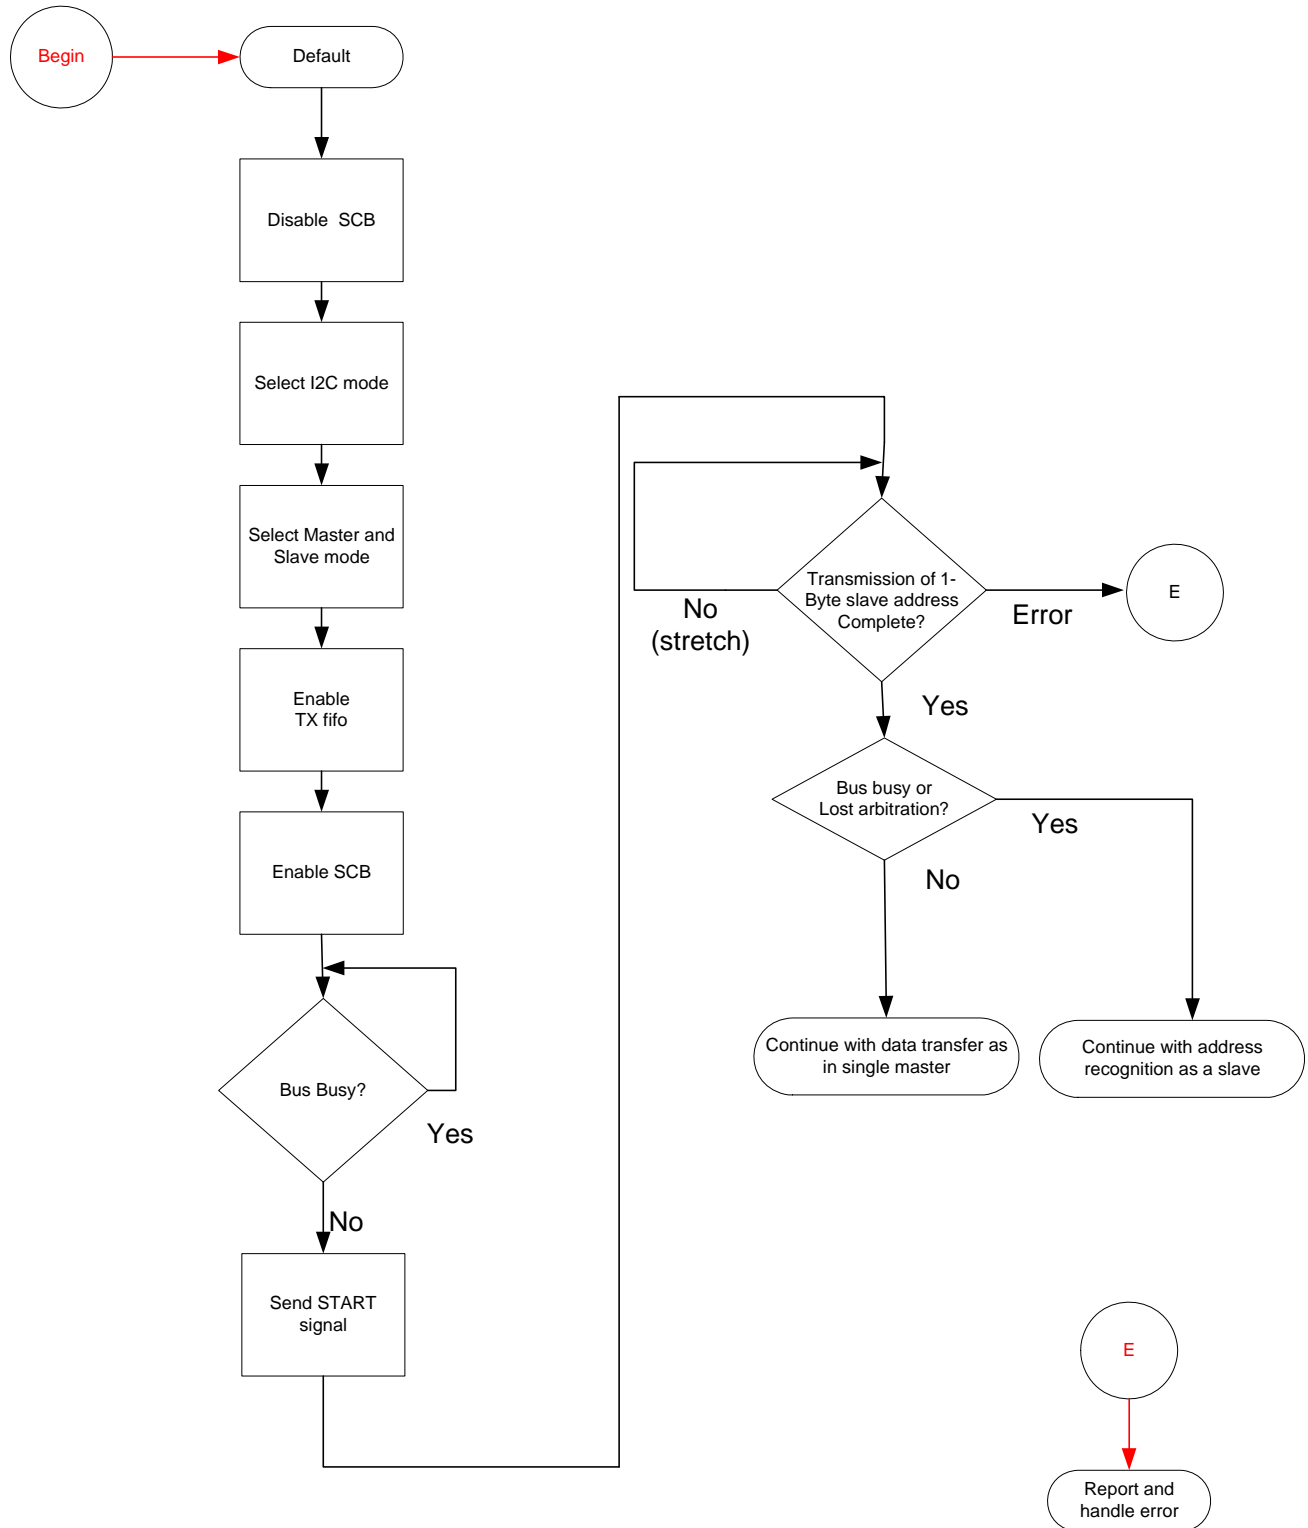 Begin
Default
Disable  SCB
Select I2C mode
Select Master and
Slave mode
Enable
TX fifo
Enable SCB
Bus Busy?
Yes
No
Send START
signal
Transmission of 1-
Byte slave address
Complete?
No
(stretch)
Error
E
Yes
Bus busy or
Lost arbitration?
Yes
No
Continue with data transfer as
in single master
Continue with address
recognition as a slave
E
Report and
handle error